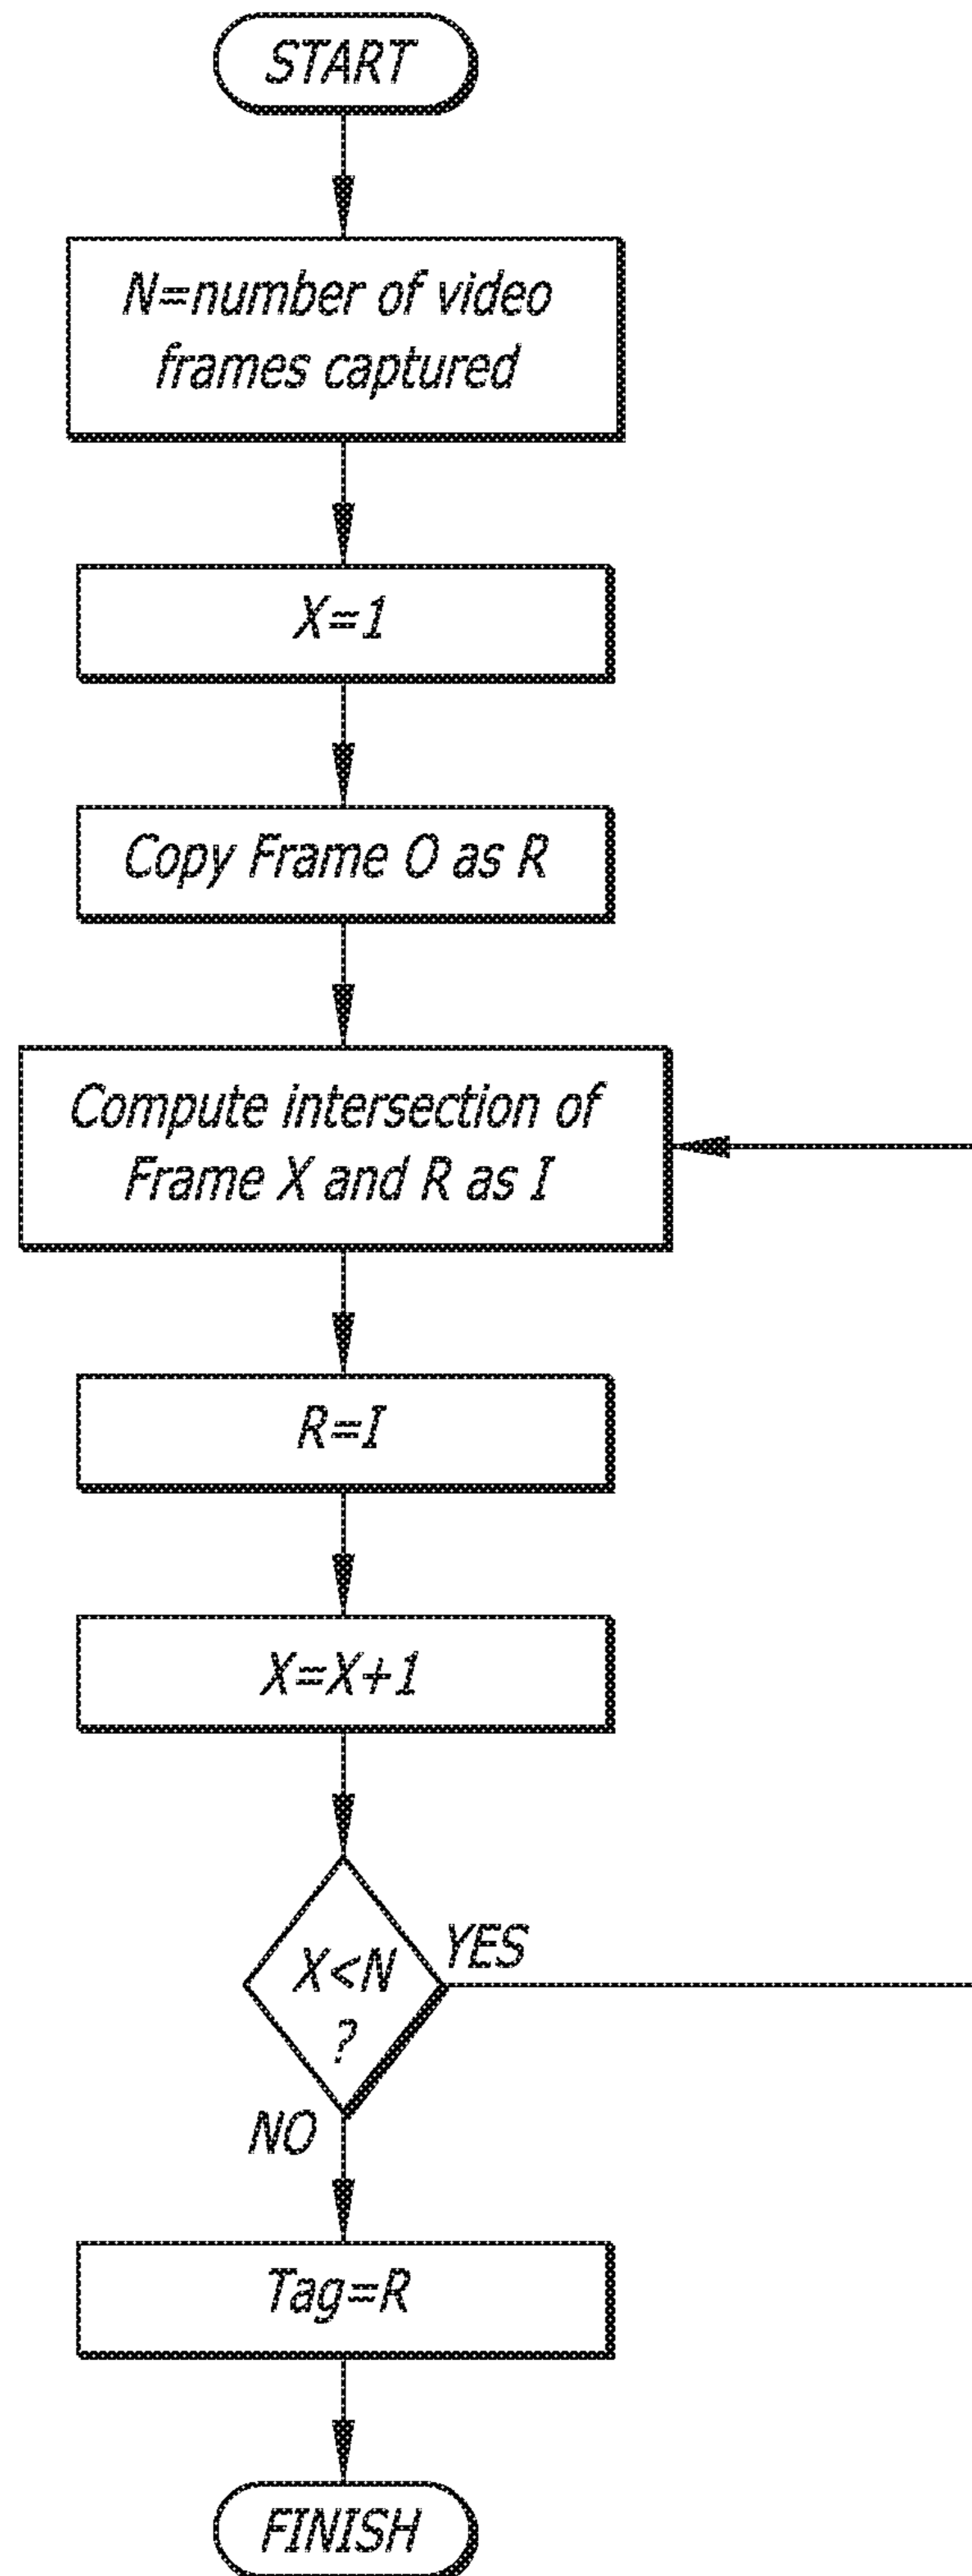 START
N=number of video
frames captured
X=1
Copy Frame O as R
Compute intersection of
Frame X and R as I
R=I
X=X+1
X<N
?
YES
NO
Tag=R
FINISH